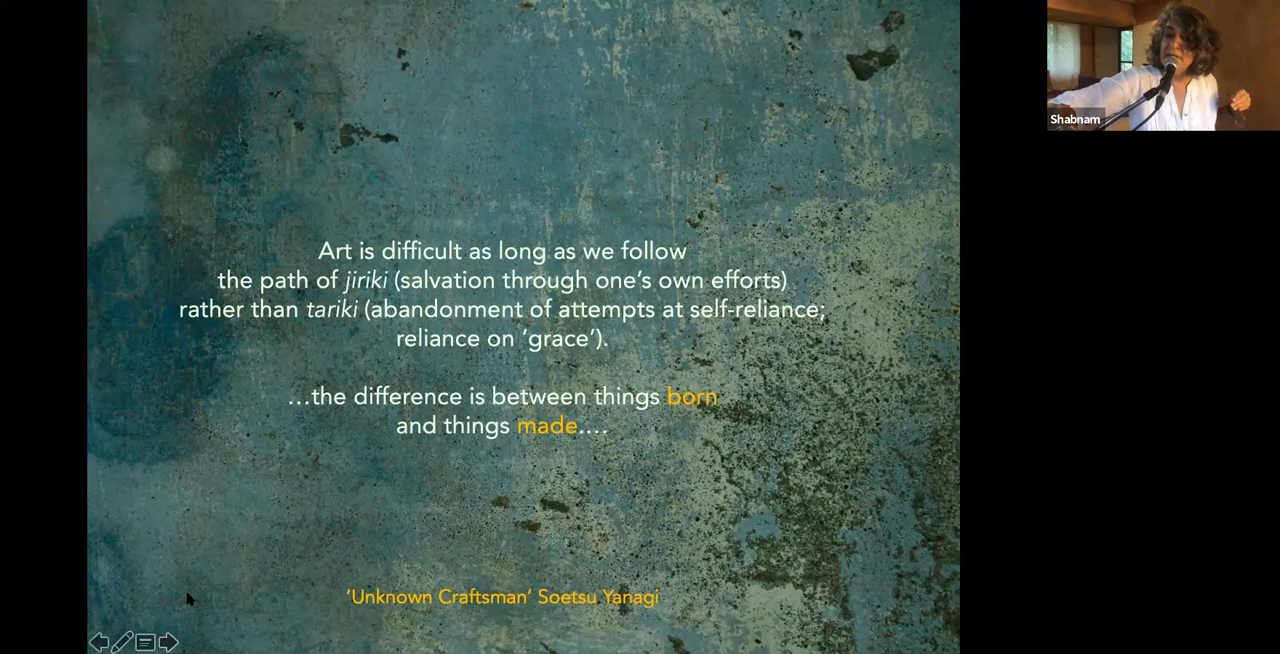 Art is difficult as long as we follow
the path of jiriki (salvation through one's own efforts)
rather than tariki (abandonment of attempts at self-reliance;
reliance on ‘grace’).
…the difference is between things born
and things made….
‘Unknown Craftsman’ Soetsu Yanagi
Shabnam